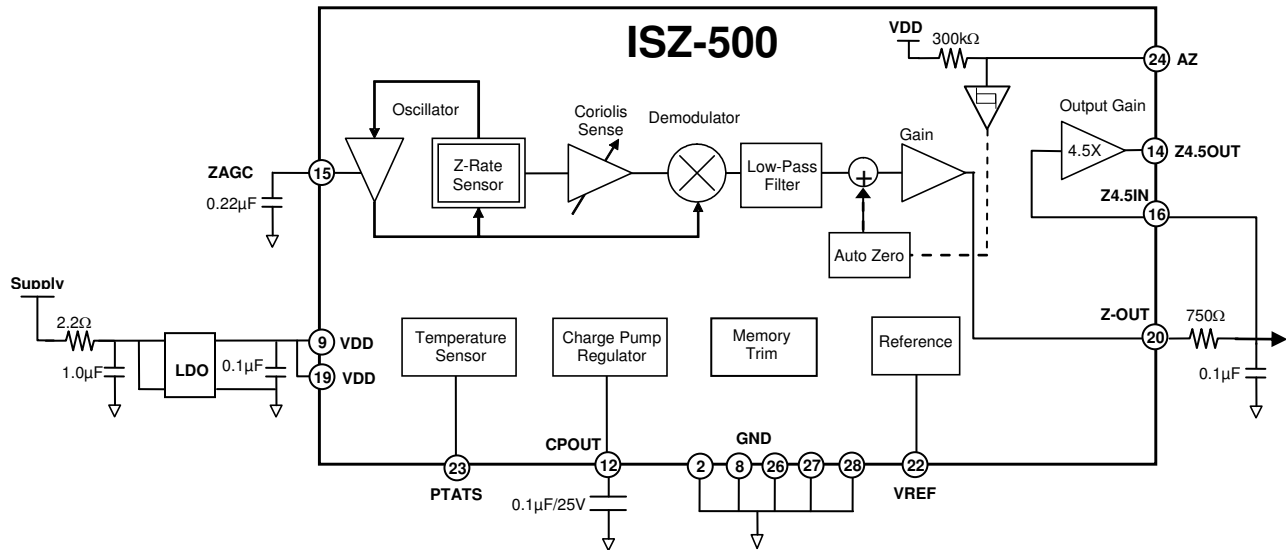 ISZ-500
VDD
300kΩ
24 AZ
Oscillator
Coriolis
Sense
Demodulator
Gain
Output Gain
ZAGC
15
0.22µF
Z-Rate
Sensor
Low-Pass
Filter
+
Auto Zero
4.5X
14 Z4.5OUT
Z4.5IN
16
Supply
2.2Ω
1.0µF
LDO
0.1µF
9 VDD
19 VDD
Temperature
Sensor
Charge Pump
Regulator
Memory
Trim
Reference
Z-OUT
20
750Ω
0.1µF
23
PTATS
CPOUT
12
0.1µF/25V
GND
2 8 26 27 28
22
VREF